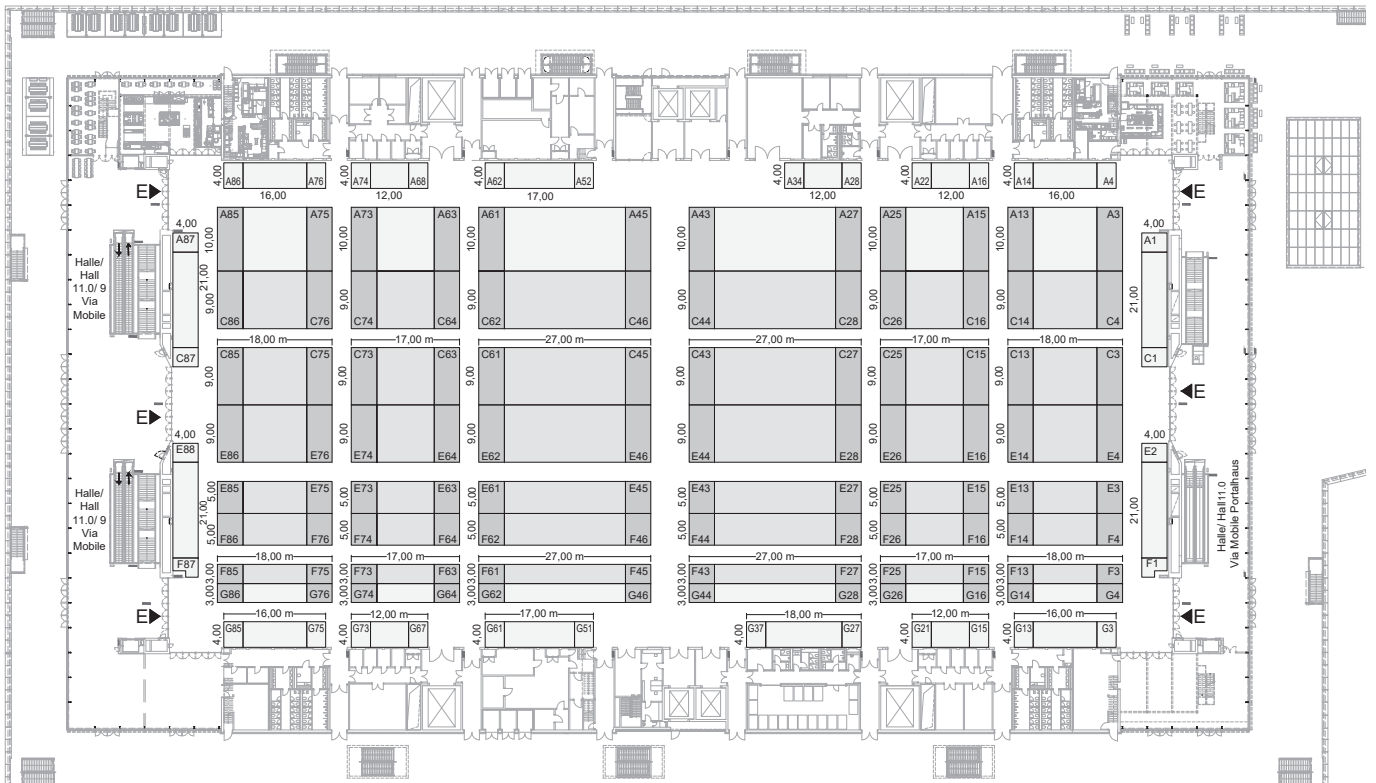 4,00 A86 A76 4,00 A74 A68 4,00 A62 A52 4,00 A34 A28 4,00 A22 A16 4,00 A14 A4
E 16,00 12,00 17,00 12,00 12,00 16,00 E
A85 A75 A73 A63 A61 A45 A43 A27 A25 A15 A13 A3
4,00 4,00
A87 10,00 10,00 10,00 10,00 10,00 10,00 A1
Halle/
Hall
11.0/ 9
Via
Mobile
21,00 9,00 9,00 9,00 9,00 9,00 9,00 21,00
C86 C76 C74 C64 C62 C46 C44 C28 C26 C16 C14 C4
18,00 m 17,00 m 27,00 m 27,00 m 17,00 m 18,00 m
C87 C85 C75 C73 C63 C61 C45 C43 C27 C25 C15 C13 C3 C1
9,00 9,00 9,00 9,00 9,00 9,00
E E
9,00 9,00 9,00 9,00 9,00 9,00
4,00 4,00
E88 E86 E76 E74 E64 E62 E46 E44 E28 E26 E16 E14 E4 E2
E85 E75 E73 E63 E61 E45 E43 E27 E25 E15 E13 E3
Halle/
Hall
11.0/ 9
Via
Mobile
21,00 5,00 5,00 5,00 5,00 5,00 5,00 21,00
5,00 5,00 5,00 5,00 5,00 5,00
Halle/ Hall11.0
Via Mobile Portalhaus
F86 F76 F74 F64 F62 F46 F44 F28 F26 F16 F14 F4
18,00 m 17,00 m 27,00 m 27,00 m 17,00 m 18,00 m
F87 F85 F75 F73 F63 F61 F45 F43 F27 F25 F15 F13 F3 F1
3,00 3,00 3,00 3,00 3,00 3,00
3,00 3,00 3,00 3,00 3,00 3,00
G86 G76 G74 G64 G62 G46 G44 G28 G26 G16 G14 G4
E 16,00 m 12,00 m 17,00 m 18,00 m 12,00 m 16,00 m E
4,00 G85 G75 4,00 G73 G67 4,00 G61 G51 4,00 G37 G27 4,00 G21 G15 4,00 G13 G3